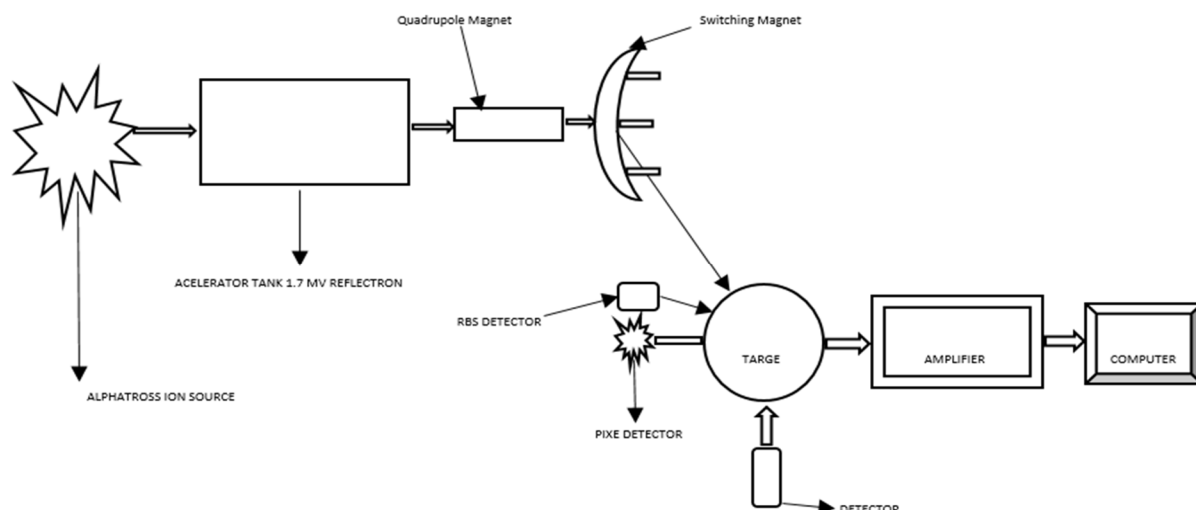 Quadrupole Magnet
Switching Magnet
ACELERATOR TANK 1.7 MV REFLECTRON
RBS DETECTOR
TARGE
AMPLIFIER
COMPUTER
ALPHATROSS ION SOURCE
PIXE DETECTOR
DETECTOR